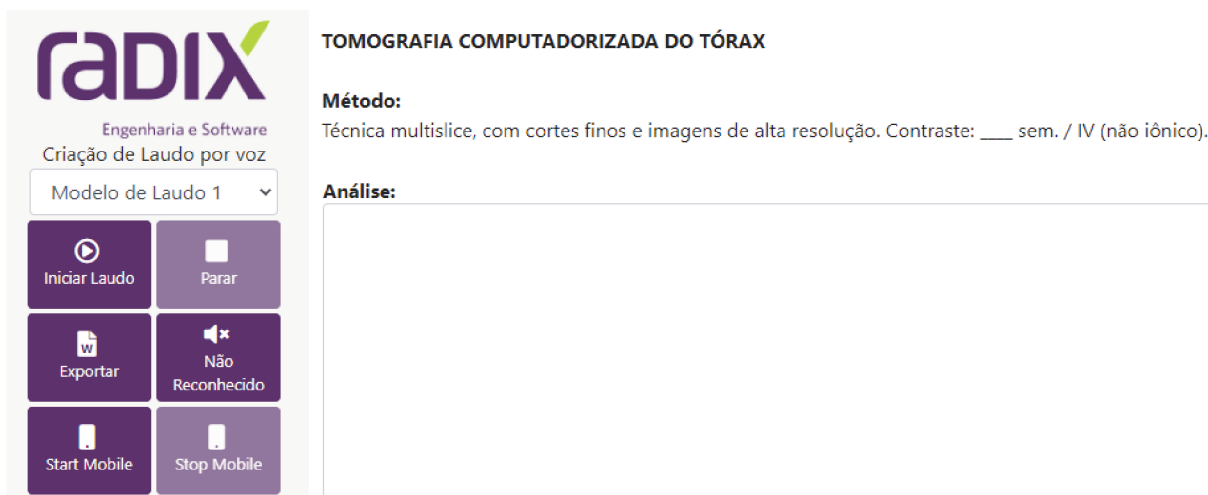 radix
Engenharia e Software
Criação de Laudo por voz
Modelo de Laudo 1
Iniciar Laudo
Parar
W
Exportar
Não
Reconhecido
Start Mobile
Stop Mobile
TOMOGRAFIA COMPUTADORIZADA DO TÓRAX
Método:
Técnica multislice, com cortes finos e imagens de alta resolução. Contraste: ____ sem. / IV (não iônico).
Análise: